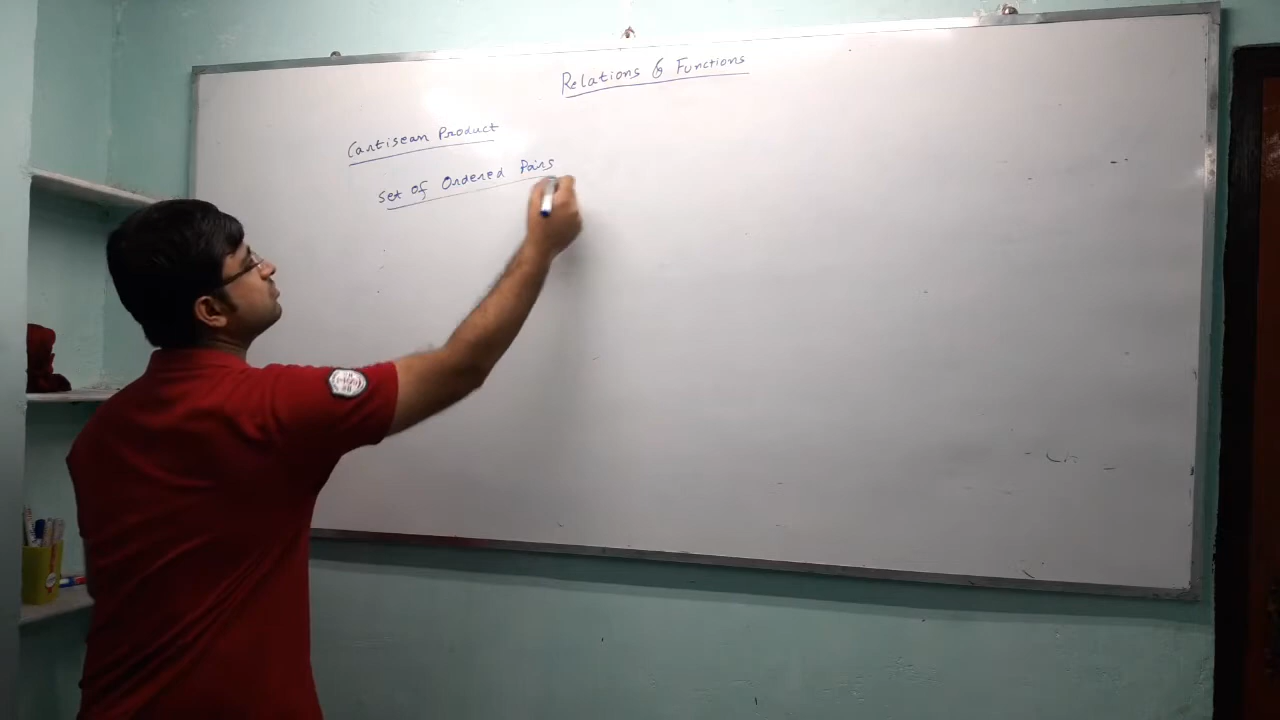 Relations & Functions
Cartisean Product
Set Of Ordered Pairs